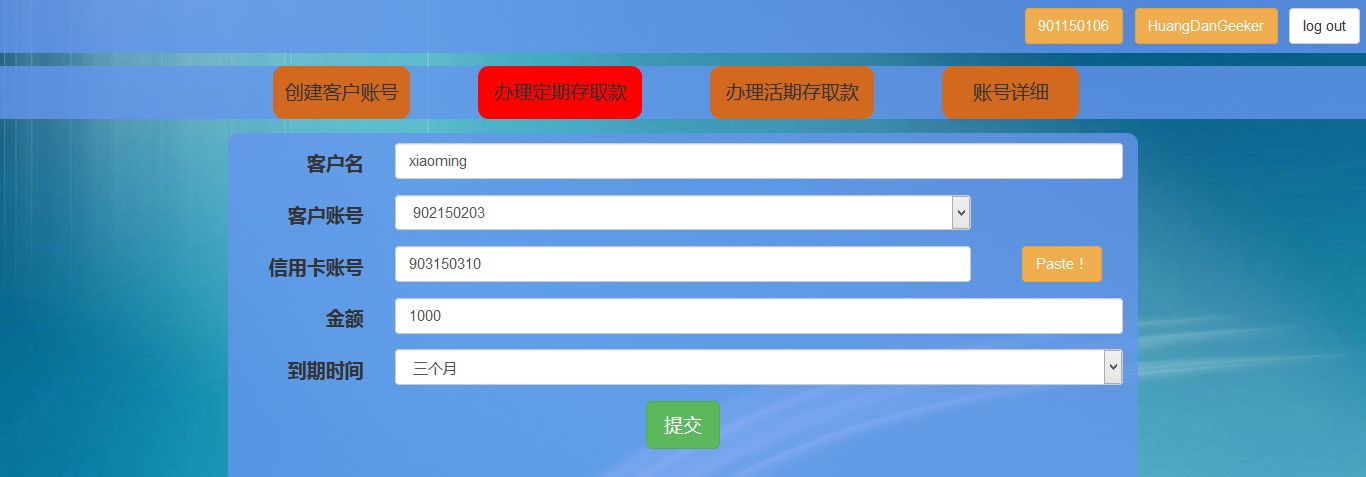 901150106 HuangDanGeeker log out
创建客户账号 办理定期存取款 办理活期存取款 账号详细
客户名 xiaoming
客户账号 902150203
信用卡账号 903150310 Paste！
金额 1000
到期时间 三个月
提交